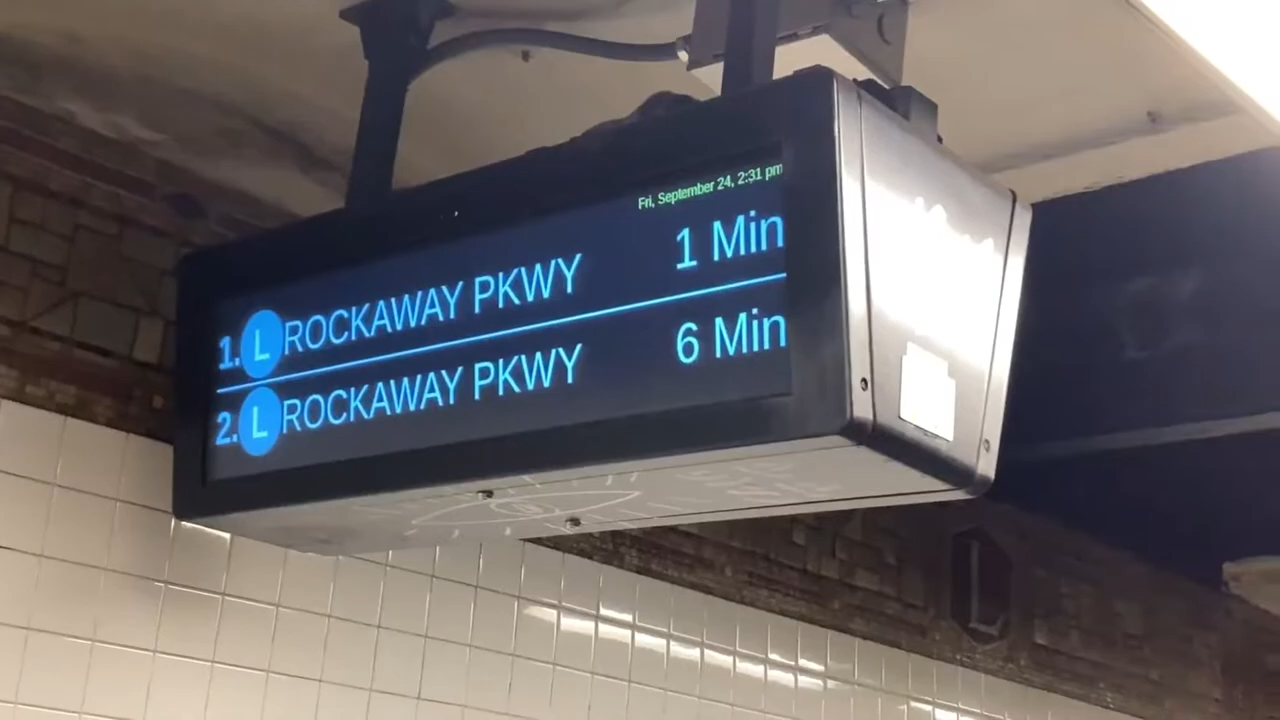 Fri, September 24, 2:31 pm
1. L ROCKAWAY PKWY 1 Min
2. L ROCKAWAY PKWY 6 Min
L